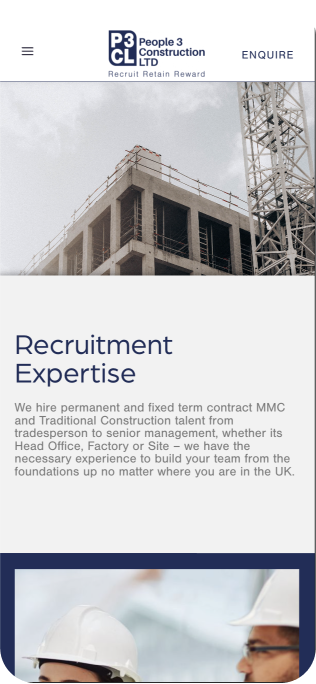 P3
CL
People 3
Construction
LTD
Recruit Retain Reward
ENQUIRE
Recruitment
Expertise
We hire permanent and fixed term contract MMC
and Traditional Construction talent from
tradesperson to senior management, whether its
Head Office, Factory or Site – we have the
necessary experience to build your team from the
foundations up no matter where you are in the UK.